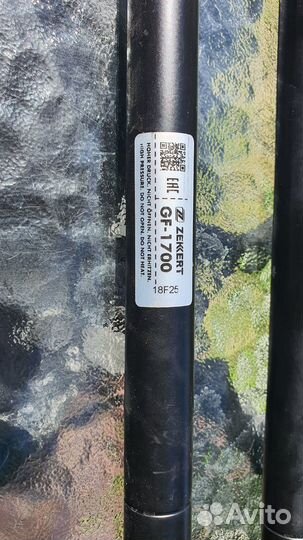 EAC
ZEKKERT
GF-1700
18F25
HOHER DRUCK. NICHT ÖFFNEN. NICHT ERHITZEN.
HIGH PRESSURE. DO NOT OPEN. DO NOT HEAT.
Avito